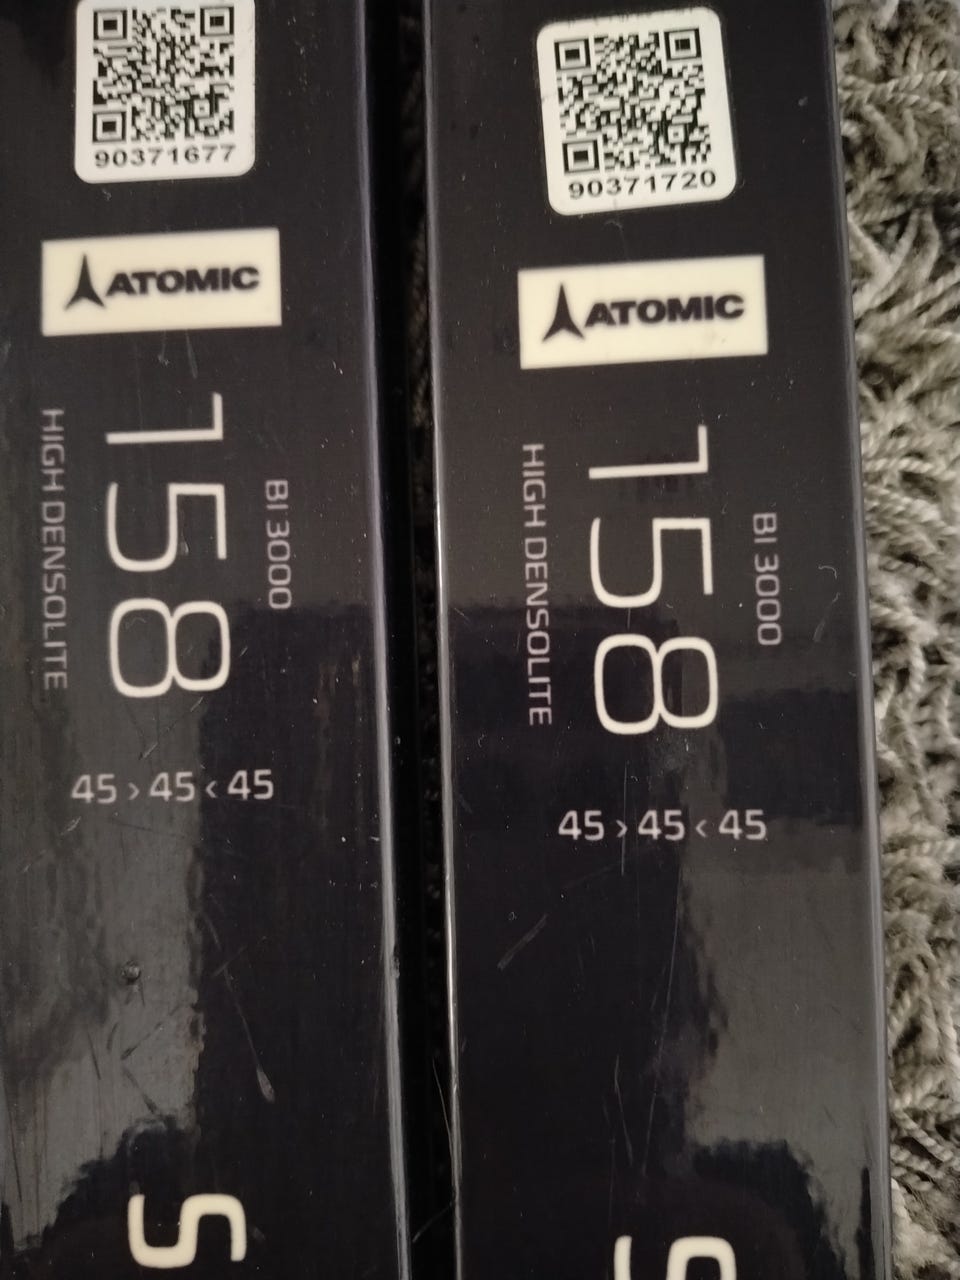 90371677
ATOMIC
BI 3000
158
HIGH DENSOLITE
45 › 45 ‹ 45
S
90371720
ATOMIC
BI 3000
158
HIGH DENSOLITE
45 › 45 ‹ 45
S